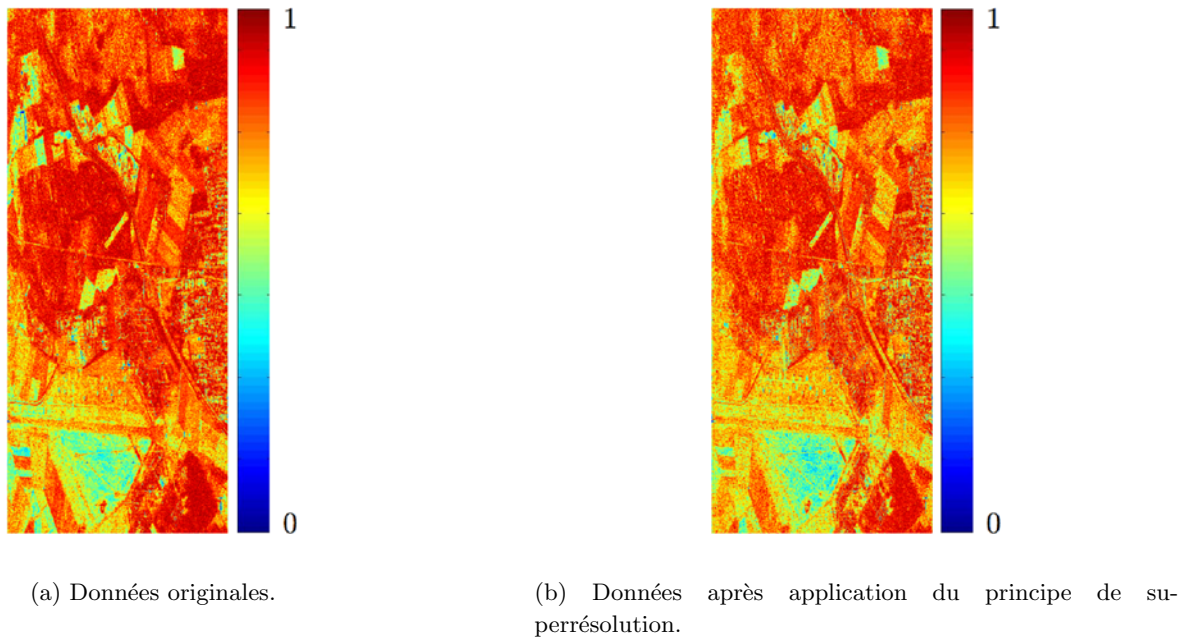 1
0
1
0
(a) Données originales.
(b) Données après application du principe de su-
perrésolution.